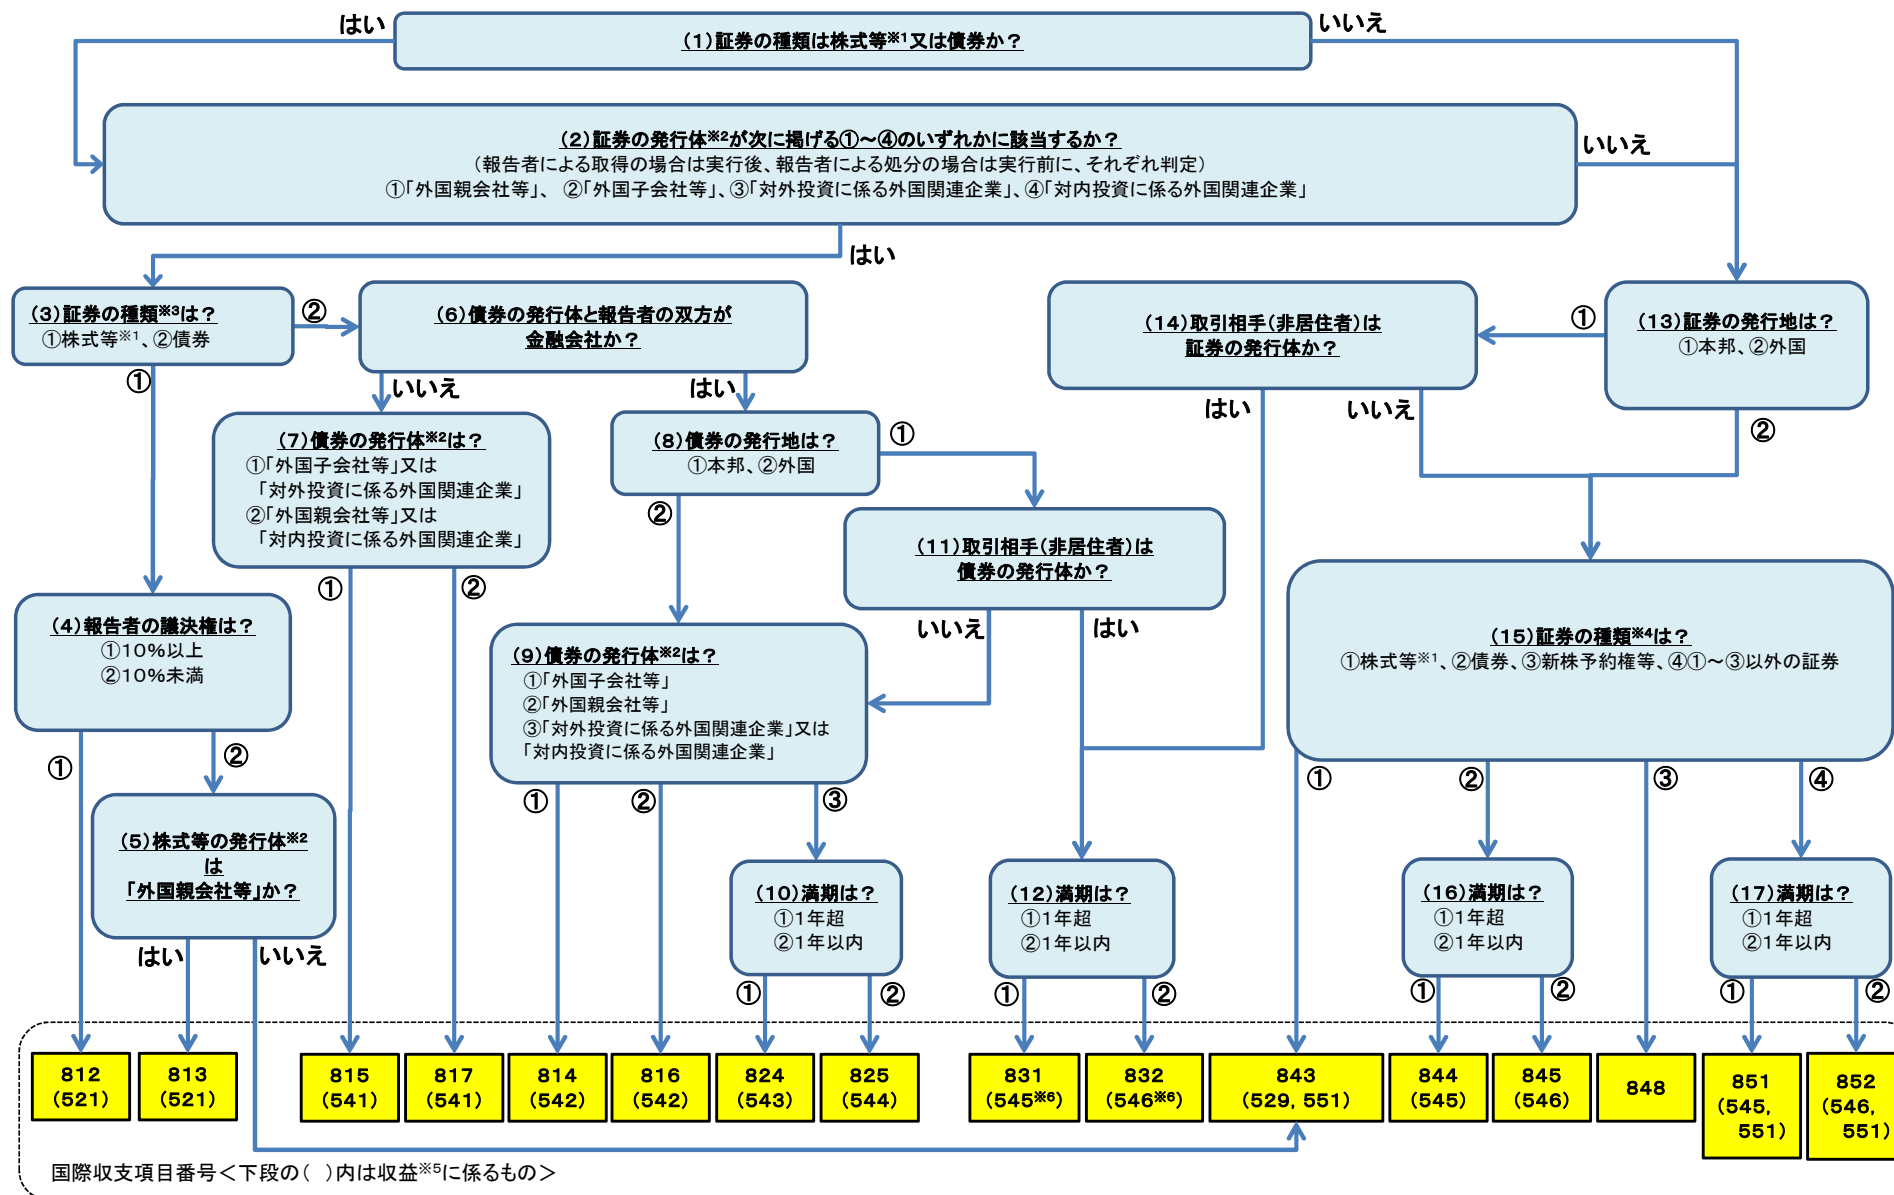 はい
(1)証券の種類は株式等※1又は債券か？
いいえ
(2)証券の発行体※2が次に掲げる①～④のいずれかに該当するか？
(報告者による取得の場合は実行後、報告者による処分の場合は実行前に、それぞれ判定)
①「外国親会社等」、 ②「外国子会社等」、③「対外投資に係る外国関連企業」、④「対内投資に係る外国関連企業」
いいえ
はい
(3)証券の種類※3は？
①株式等※1、②債券
②
①
(6)債券の発行体と報告者の双方が
金融会社か？
いいえ
はい
(14)取引相手(非居住者)は
証券の発行体か？
はい
いいえ
①
(13)証券の発行地は？
①本邦、②外国
②
(7)債券の発行体※2は？
①「外国子会社等」又は
「対外投資に係る外国関連企業」
②「外国親会社等」又は
「対内投資に係る外国関連企業」
①
②
(8)債券の発行地は？
①本邦、②外国
①
②
(11)取引相手(非居住者)は
債券の発行体か？
いいえ
はい
(4)報告者の議決権は？
①10％以上
②10％未満
①
②
(9)債券の発行体※2は？
①「外国子会社等」
②「外国親会社等」
③「対外投資に係る外国関連企業」又は
「対内投資に係る外国関連企業」
①
②
③
(15)証券の種類※4は？
①株式等※1、②債券、③新株予約権等、④①～③以外の証券
①
②
③
④
(5)株式等の発行体※2
は
「外国親会社等」か？
はい
いいえ
(10)満期は？
①1年超
②1年以内
①
②
(12)満期は？
①1年超
②1年以内
①
②
(16)満期は？
①1年超
②1年以内
①
②
(17)満期は？
①1年超
②1年以内
①
②
812
(521)
813
(521)
815
(541)
817
(541)
814
(542)
816
(542)
824
(543)
825
(544)
831
(545※6)
832
(546※6)
843
(529, 551)
844
(545)
845
(546)
848
851
(545,
551)
852
(546,
551)
国際収支項目番号＜下段の( )内は収益※5に係るもの＞